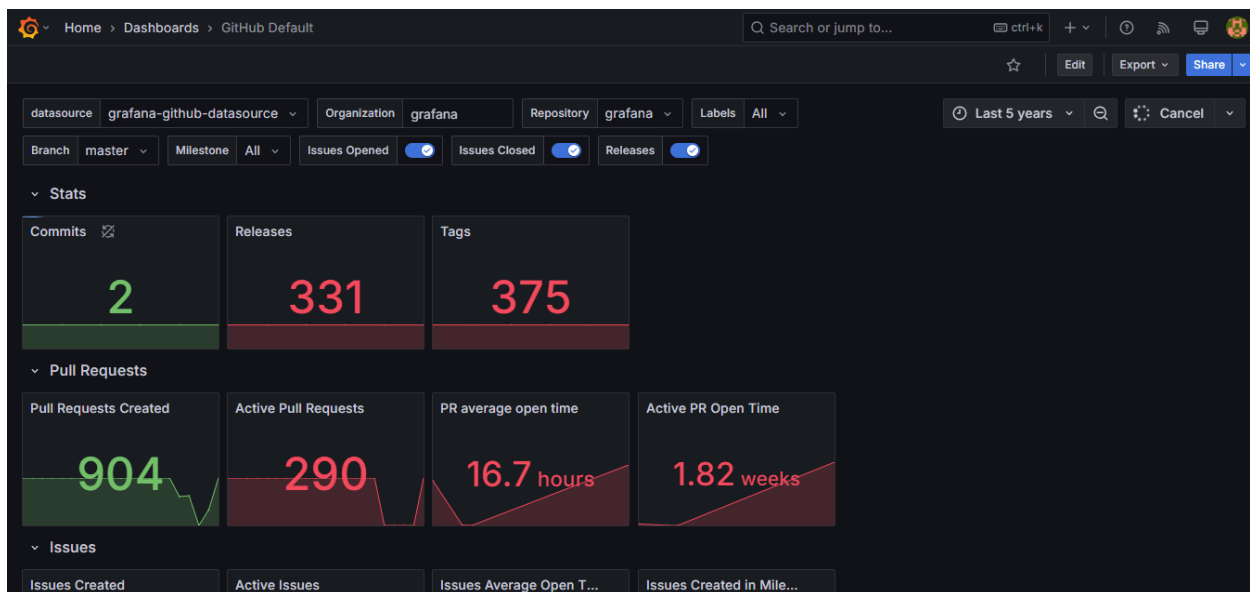 Home › Dashboards › GitHub Default
Search or jump to... ctrl+k
Edit Export Share
datasource grafana-github-datasource Organization grafana Repository grafana Labels All Last 5 years Cancel
Branch master Milestone All Issues Opened Issues Closed Releases
Stats
Commits Releases Tags
2 331 375
Pull Requests
Pull Requests Created Active Pull Requests PR average open time Active PR Open Time
904 290 16.7 hours 1.82 weeks
Issues
Issues Created Active Issues Issues Average Open T... Issues Created in Mile...